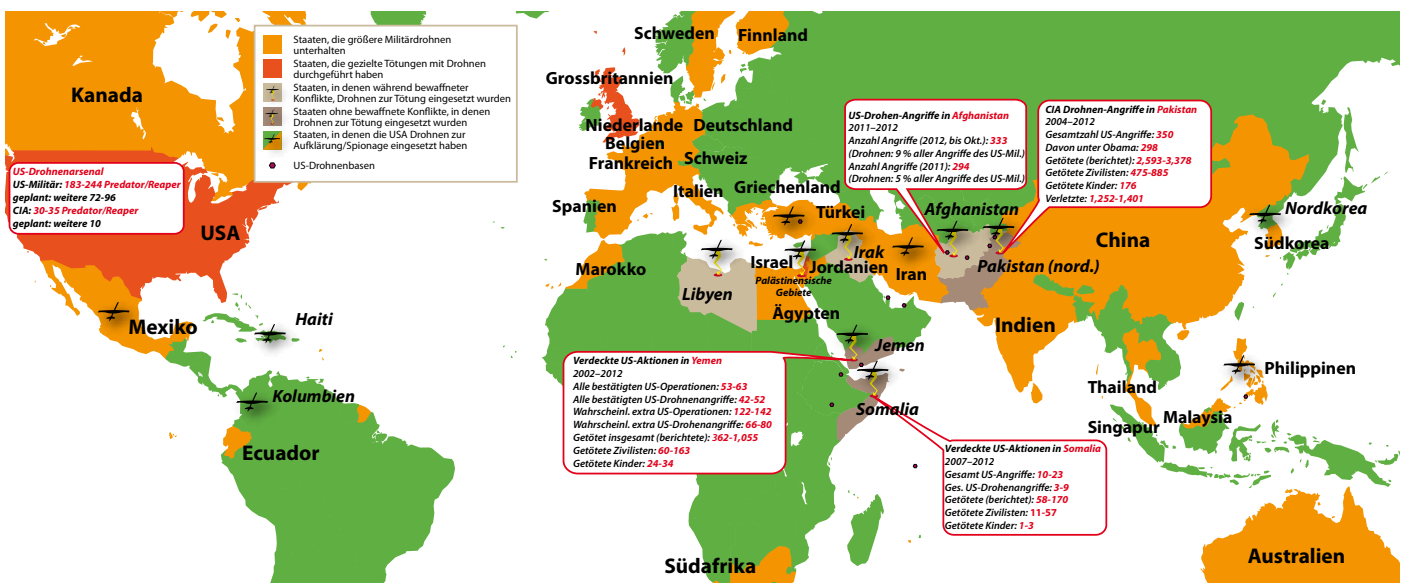 Staaten, die größere Militärdrohnen
unterhalten
Staaten, die gezielte Tötungen mit Drohnen
durchgeführt haben
Staaten, in denen während bewaffneter
Konflikte, Drohnen zur Tötung eingesetzt wurden
Staaten ohne bewaffnete Konflikte, in denen
Drohnen zur Tötung eingesetzt wurden
Staaten, in denen die USA Drohnen zur
Aufklärung/Spionage eingesetzt haben
US-Drohnenbasen
Kanada
US-Drohnenarsenal
US-Militär: 183-244 Predator/Reaper
geplant: weitere 72-96
CIA: 30-35 Predator/Reaper
geplant: weitere 10
USA
Mexiko
Haiti
Kolumbien
Ecuador
Schweden
Finnland
Grossbritannien
Niederlande
Belgien
Deutschland
Frankreich
Schweiz
Italien
Griechenland
Spanien
Türkei
Marokko
Libyen
Israel
Palästinensische
Gebiete
Jordanien
Irak
Iran
Ägypten
Afghanistan
Pakistan (nord.)
China
Indien
Nordkorea
Südkorea
Jemen
Somalia
Thailand
Singapur
Malaysia
Philippinen
Südafrika
Australien
US-Drohen-Angriffe in Afghanistan
2011–2012
Anzahl Angriffe (2012, bis Okt.): 333
(Drohnen: 9 % aller Angriffe des US-Mil.)
Anzahl Angriffe (2011): 294
(Drohnen: 5 % aller Angriffe des US-Mil.)
CIA Drohnen-Angriffe in Pakistan
2004–2012
Gesamtzahl US-Angriffe: 350
Davon unter Obama: 298
Getötete (berichtet): 2,593-3,378
Getötete Zivilisten: 475-885
Getötete Kinder: 176
Verletzte: 1,252-1,401
Verdeckte US-Aktionen in Yemen
2002–2012
Alle bestätigten US-Operationen: 53-63
Alle bestätigten US-Drohnenangriffe: 42-52
Wahrscheinl. extra US-Operationen: 122-142
Wahrscheinl. extra US-Drohenangriffe: 66-80
Getötet insgesamt (berichtete): 362-1,055
Getötete Zivilisten: 60-163
Getötete Kinder: 24-34
Verdeckte US-Aktionen in Somalia
2007–2012
Gesamt US-Angriffe: 10-23
Ges. US-Drohenangriffe: 3-9
Getötete (berichtet): 58-170
Getötete Zivilisten: 11-57
Getötete Kinder: 1-3